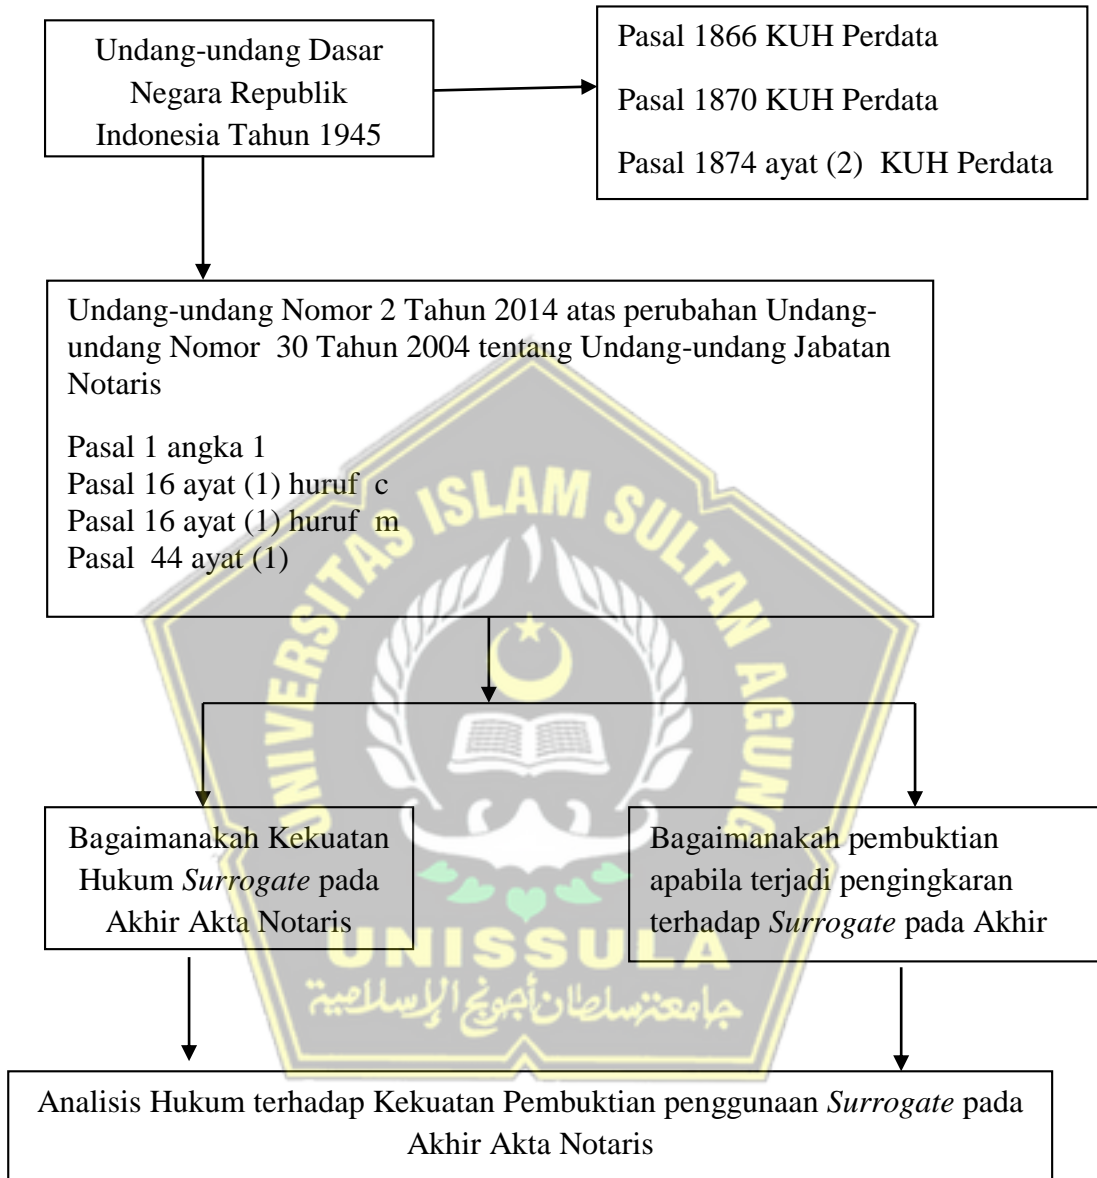 Undang-undang Dasar
Negara Republik
Indonesia Tahun 1945
Pasal 1866 KUH Perdata
Pasal 1870 KUH Perdata
Pasal 1874 ayat (2) KUH Perdata
Undang-undang Nomor 2 Tahun 2014 atas perubahan Undang-
undang Nomor 30 Tahun 2004 tentang Undang-undang Jabatan
Notaris
Pasal 1 angka 1
Pasal 16 ayat (1) huruf c
Pasal 16 ayat (1) huruf m
Pasal 44 ayat (1)
UNIVERSITAS ISLAM SULTAN AGUNG
Bagaimanakah Kekuatan
Hukum Surrogate pada
Akhir Akta Notaris
Bagaimanakah pembuktian
apabila terjadi pengingkaran
terhadap Surrogate pada Akhir
UNISSULA
جامعة سلطان أجونج الإسلامية
Analisis Hukum terhadap Kekuatan Pembuktian penggunaan Surrogate pada
Akhir Akta Notaris